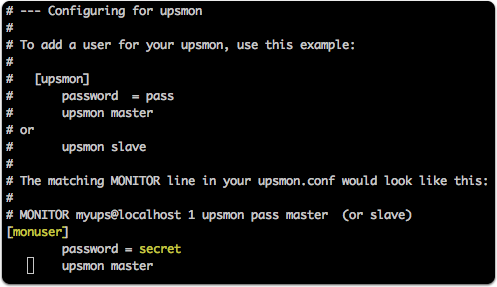 # --- Configuring for upsmon
#
# To add a user for your upsmon, use this example:
#
#   [upsmon]
#       password  = pass
#       upsmon master
# or
#       upsmon slave
#
# The matching MONITOR line in your upsmon.conf would look like this:
#
# MONITOR myups@localhost 1 upsmon pass master  (or slave)
[monuser]
        password = secret
        upsmon master